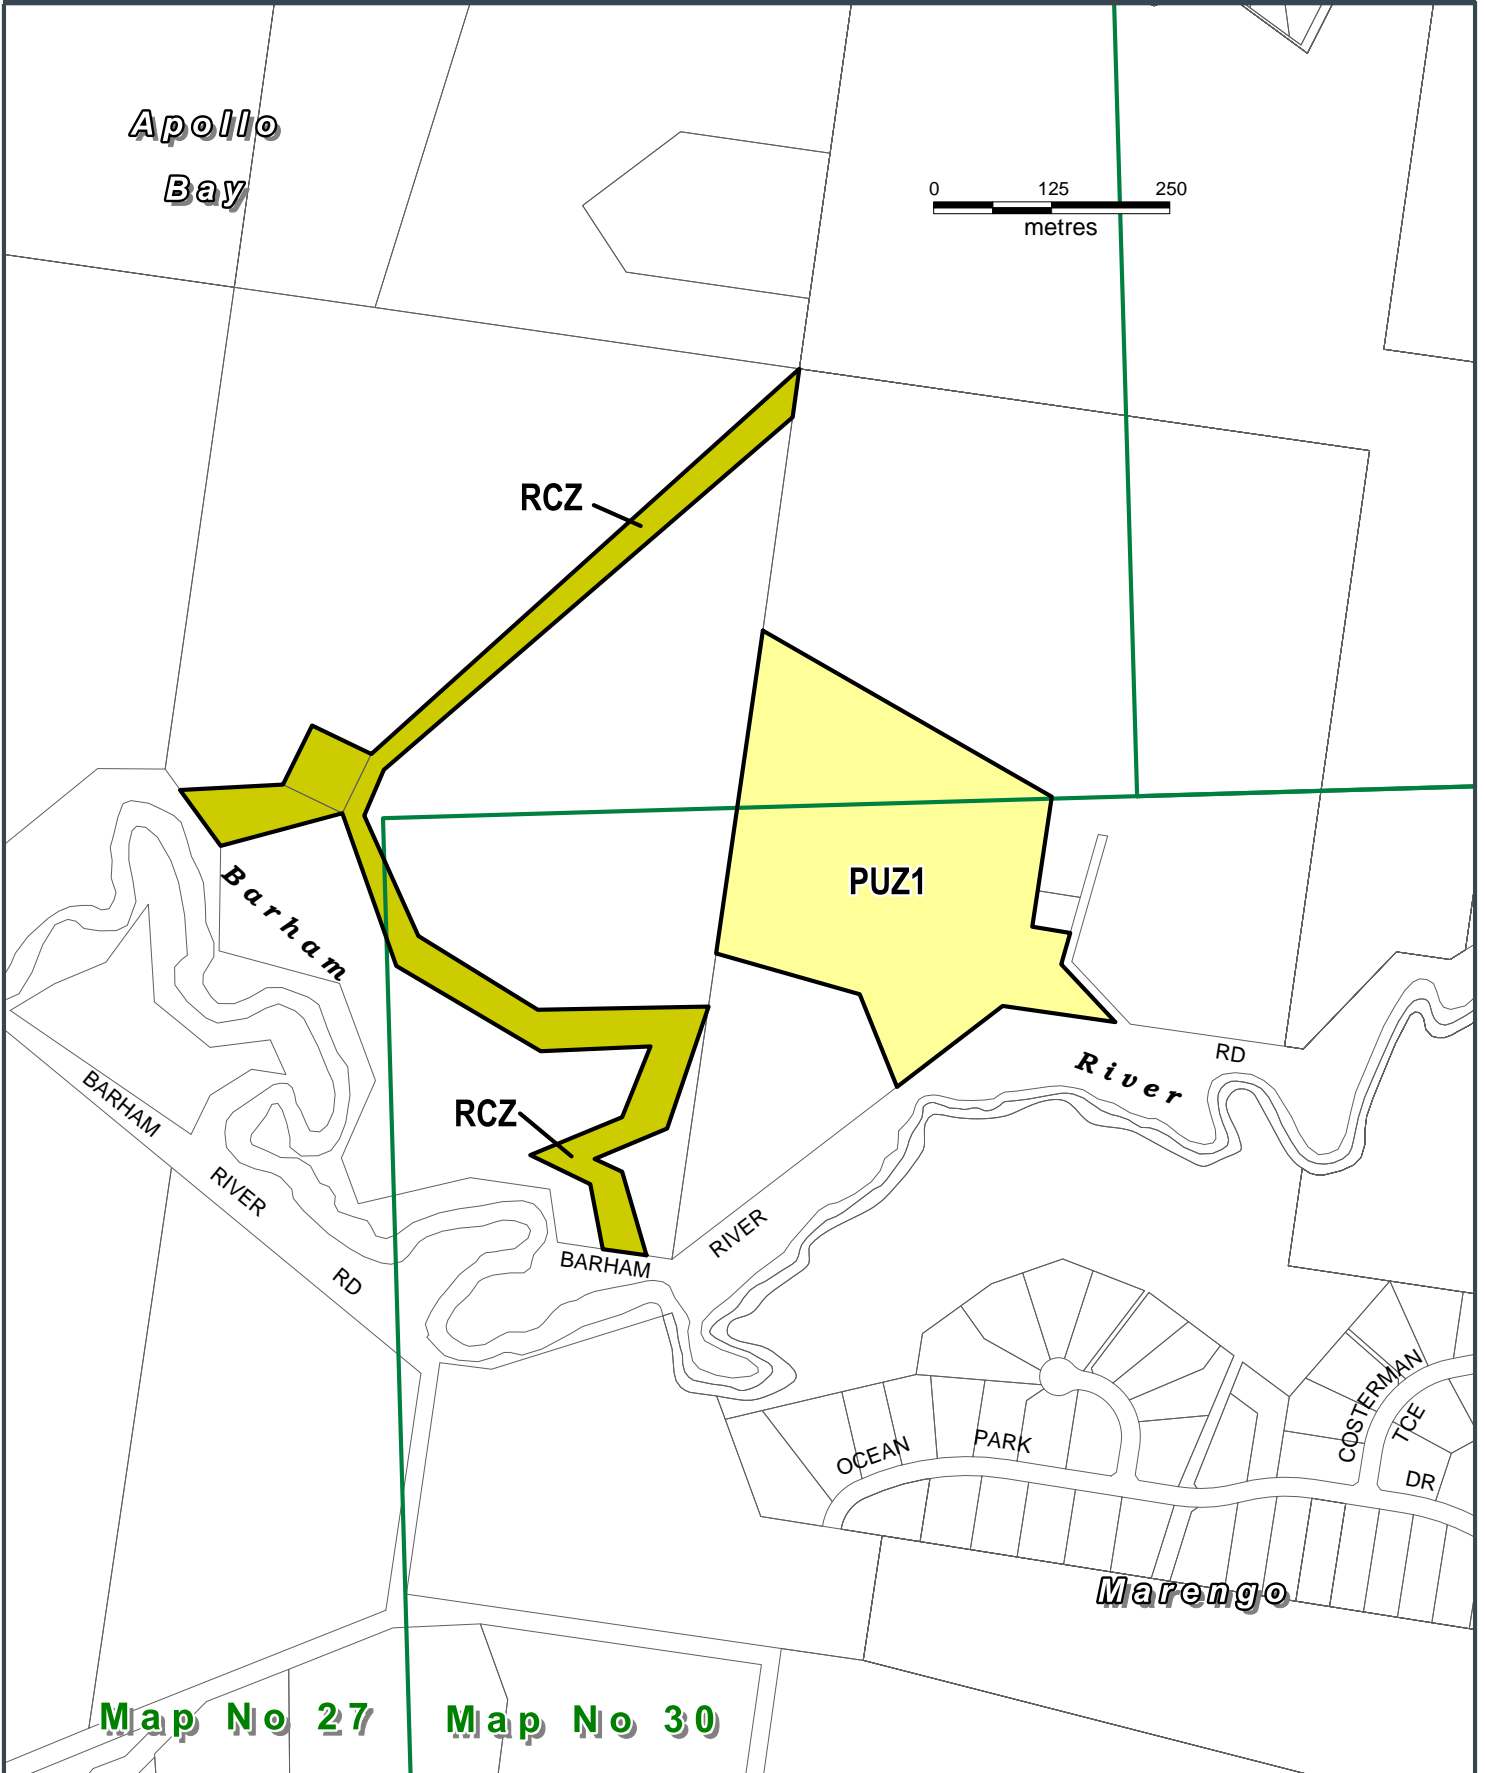 Apollo
Bay
0 125 250
metres
RCZ
PUZ1
Barham
River
RD
BARHAM
RIVER
RD
RCZ
BARHAM
RIVER
OCEAN
PARK
COSTERMAN
TCE
DR
Marengo
Map No 27
Map No 30